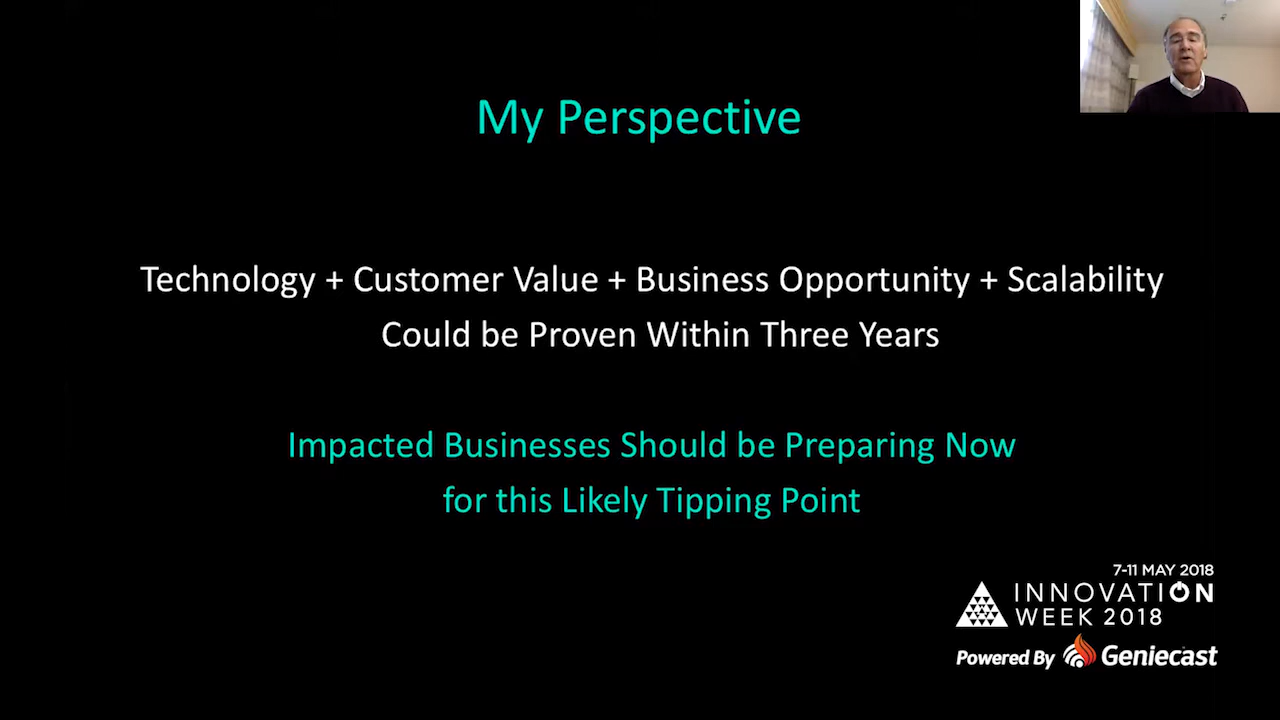 My Perspective
Technology + Customer Value + Business Opportunity + Scalability
Could be Proven Within Three Years
Impacted Businesses Should be Preparing Now
for this Likely Tipping Point
7-11 MAY 2018
INNOVATION
WEEK 2018
Powered By Geniecast